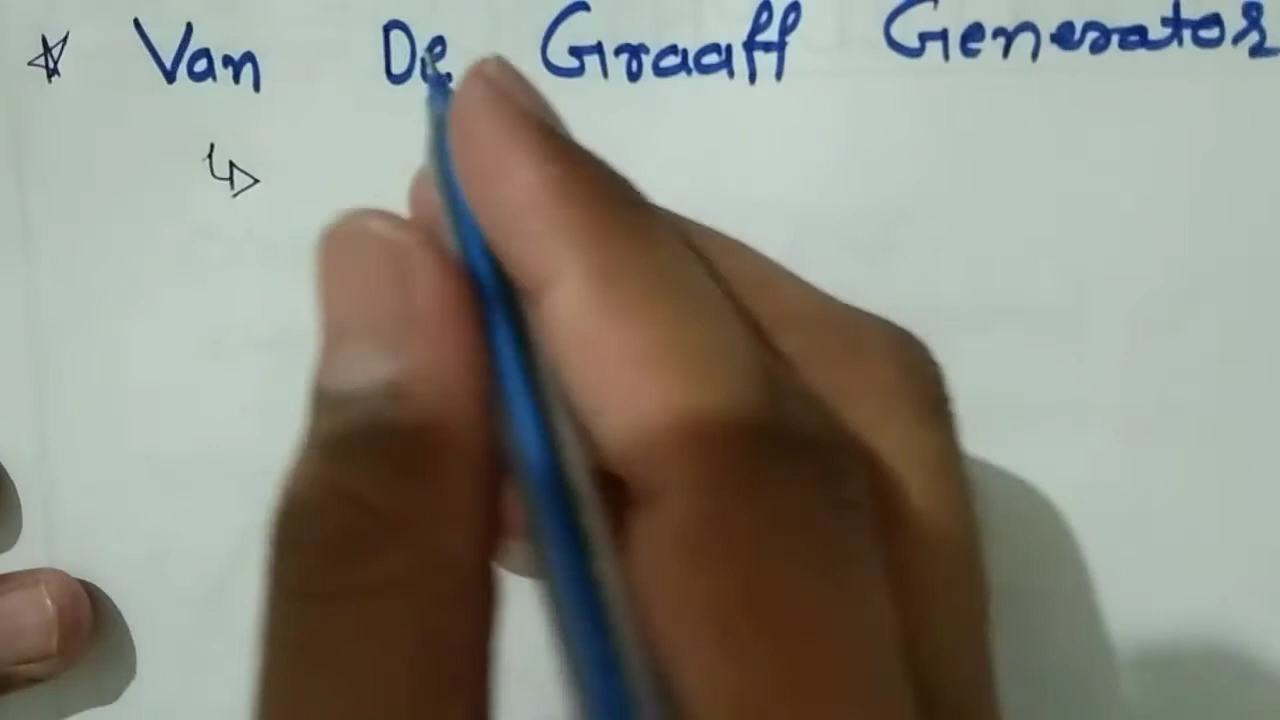 ☆ Van De Graaff Generator
↳